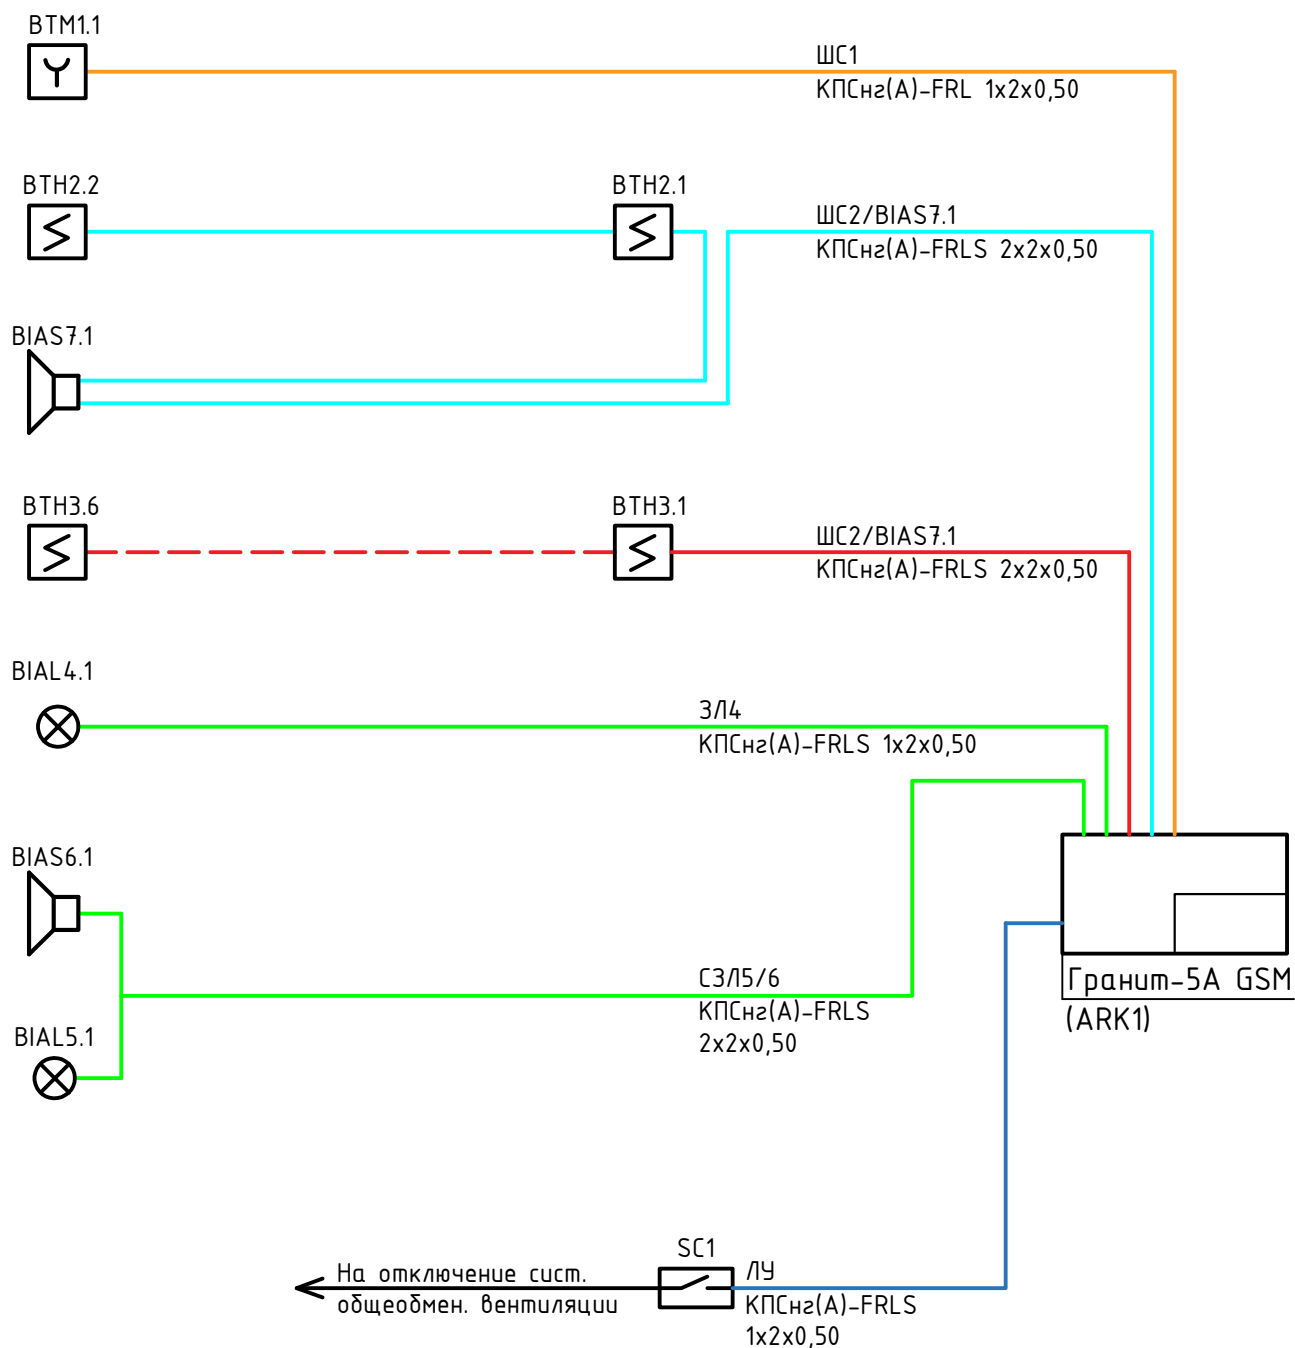 BTM1.1
ШС1
КПСнг(А)-FRL 1x2x0,50
BTH2.2
BTH2.1
ШС2/BIAS7.1
КПСнг(А)-FRLS 2x2x0,50
BIAS7.1
BTH3.6
BTH3.1
ШС2/BIAS7.1
КПСнг(А)-FRLS 2x2x0,50
BIAL4.1
ЗЛ4
КПСнг(А)-FRLS 1x2x0,50
BIAS6.1
СЗЛ5/6
КПСнг(А)-FRLS
2x2x0,50
BIAL5.1
Гранит-5А GSM
(ARK1)
SC1
На отключение сист.
общеобмен. вентиляции
ЛУ
КПСнг(А)-FRLS
1x2x0,50